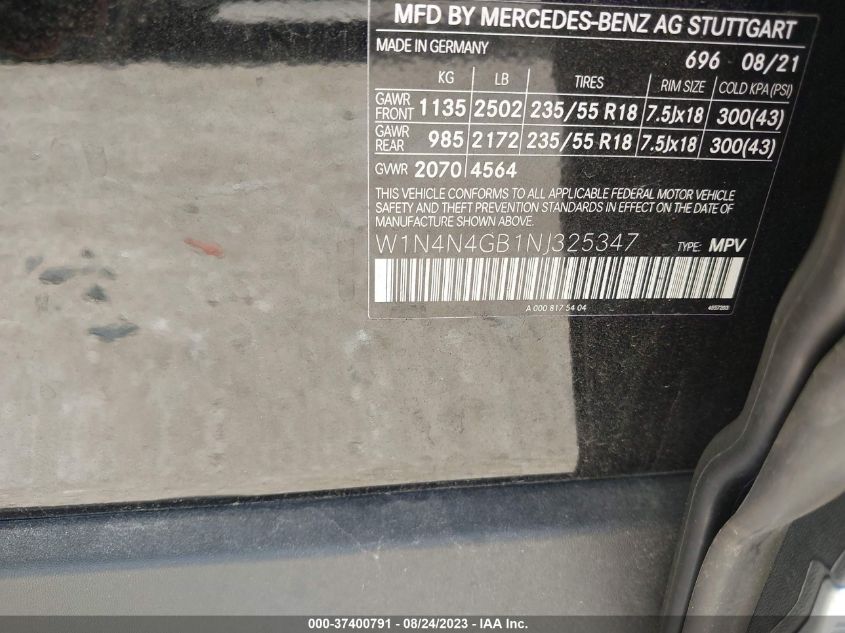 MFD BY MERCEDES-BENZ AG STUTTGART
MADE IN GERMANY
696 08/21
KG LB TIRES RIM SIZE COLD KPA (PSI)
GAWR FRONT 1135 2502 235/55 R18 7.5Jx18 300(43)
GAWR REAR 985 2172 235/55 R18 7.5Jx18 300(43)
GVWR 2070 4564
THIS VEHICLE CONFORMS TO ALL APPLICABLE FEDERAL MOTOR VEHICLE
SAFETY AND THEFT PREVENTION STANDARDS IN EFFECT ON THE DATE OF
MANUFACTURE SHOWN ABOVE.
W1N4N4GB1NJ325347 TYPE: MPV
A 000 817 54 04
000-37400791 - 08/24/2023 - IAA Inc.